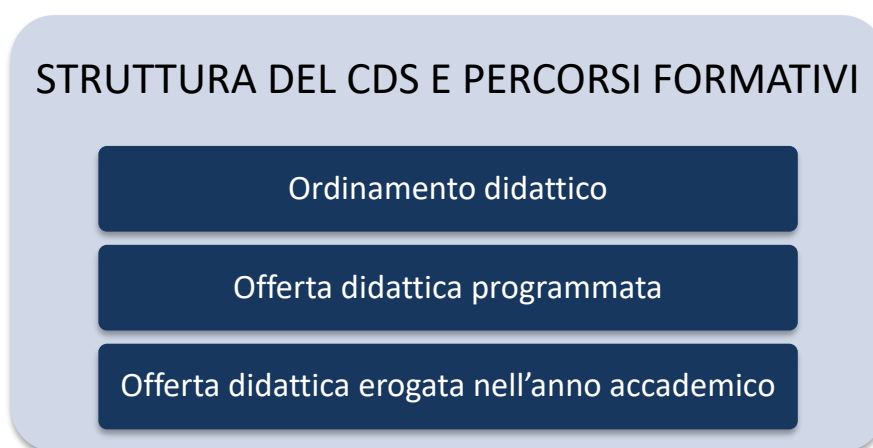 STRUTTURA DEL CDS E PERCORSI FORMATIVI
Ordinamento didattico
Offerta didattica programmata
Offerta didattica erogata nell’anno accademico